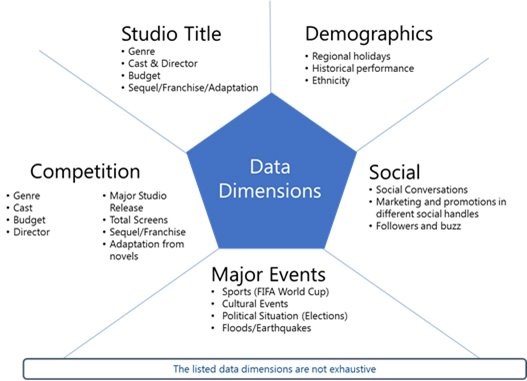 Studio Title
• Genre
• Cast & Director
• Budget
• Sequel/Franchise/Adaptation
Demographics
• Regional holidays
• Historical performance
• Ethnicity
Data
Dimensions
Competition
• Genre
• Cast
• Budget
• Director
• Major Studio
Release
• Total Screens
• Sequel/Franchise
• Adaptation from
novels
Social
• Social Conversations
• Marketing and promotions in
different social handles
• Followers and buzz
Major Events
• Sports (FIFA World Cup)
• Cultural Events
• Political Situation (Elections)
• Floods/Earthquakes
The listed data dimensions are not exhaustive